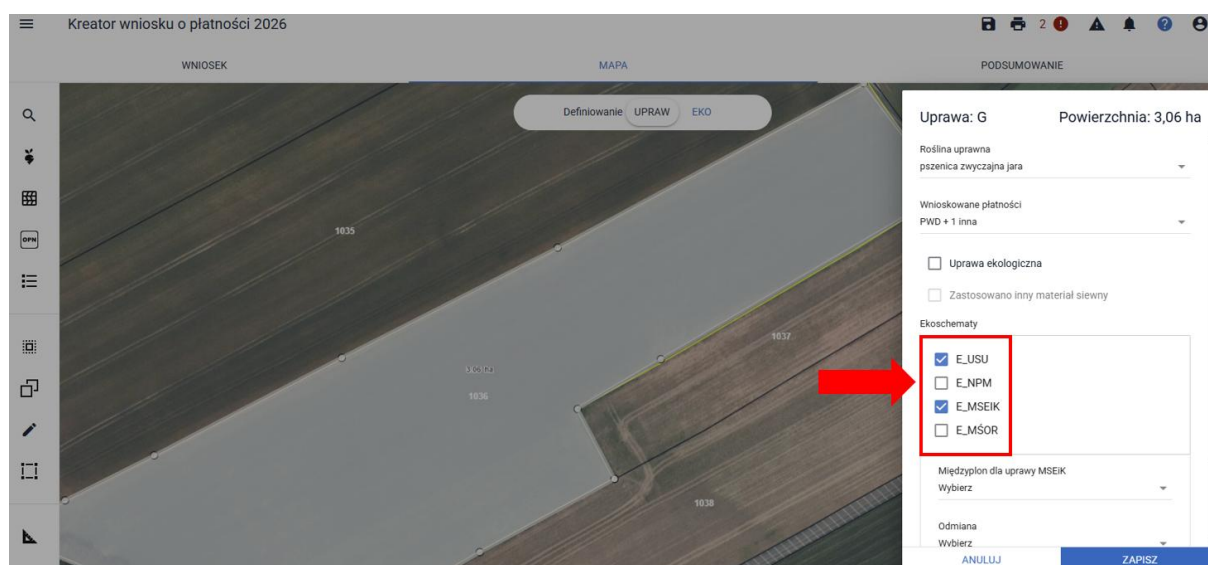 Kreator wniosku o płatności 2026
2
WNIOSEK
MAPA
PODSUMOWANIE
Definiowanie UPRAW EKO
OPN
1035
3,06 ha
1036
1037
1038
Uprawa: G Powierzchnia: 3,06 ha
Roślina uprawna
pszenica zwyczajna jara
Wnioskowane płatności
PWD + 1 inna
Uprawa ekologiczna
Zastosowano inny materiał siewny
Ekoschematy
E_USU
E_NPM
E_MSEIK
E_MŚOR
Międzyplon dla uprawy MSEiK
Wybierz
Odmiana
Wybierz
ANULUJ
ZAPISZ